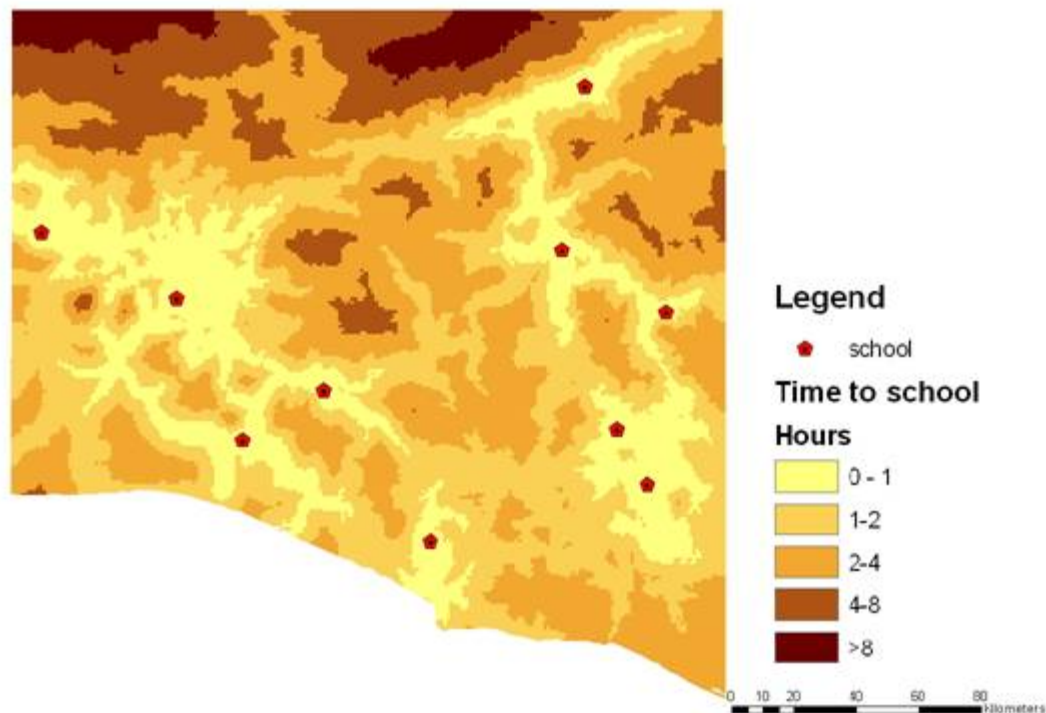 Legend
school
Time to school
Hours
0 - 1
1-2
2-4
4-8
>8
0 10 20 40 60 80
Kilometers